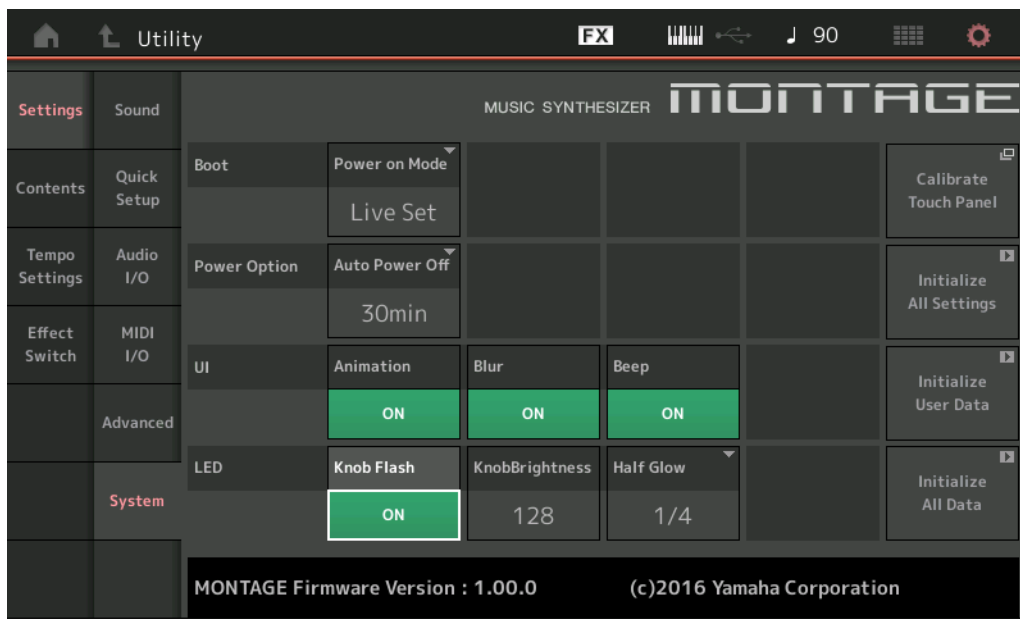 Utility
FX
♩ 90
Settings
Contents
Tempo
Settings
Effect
Switch
Sound
Quick
Setup
Audio
I/O
MIDI
I/O
Advanced
System
MUSIC SYNTHESIZER MONTAGE
Boot
Power on Mode
Live Set
Calibrate
Touch Panel
Power Option
Auto Power Off
30min
Initialize
All Settings
UI
Animation
ON
Blur
ON
Beep
ON
Initialize
User Data
LED
Knob Flash
ON
KnobBrightness
128
Half Glow
1/4
Initialize
All Data
MONTAGE Firmware Version : 1.00.0 (c)2016 Yamaha Corporation